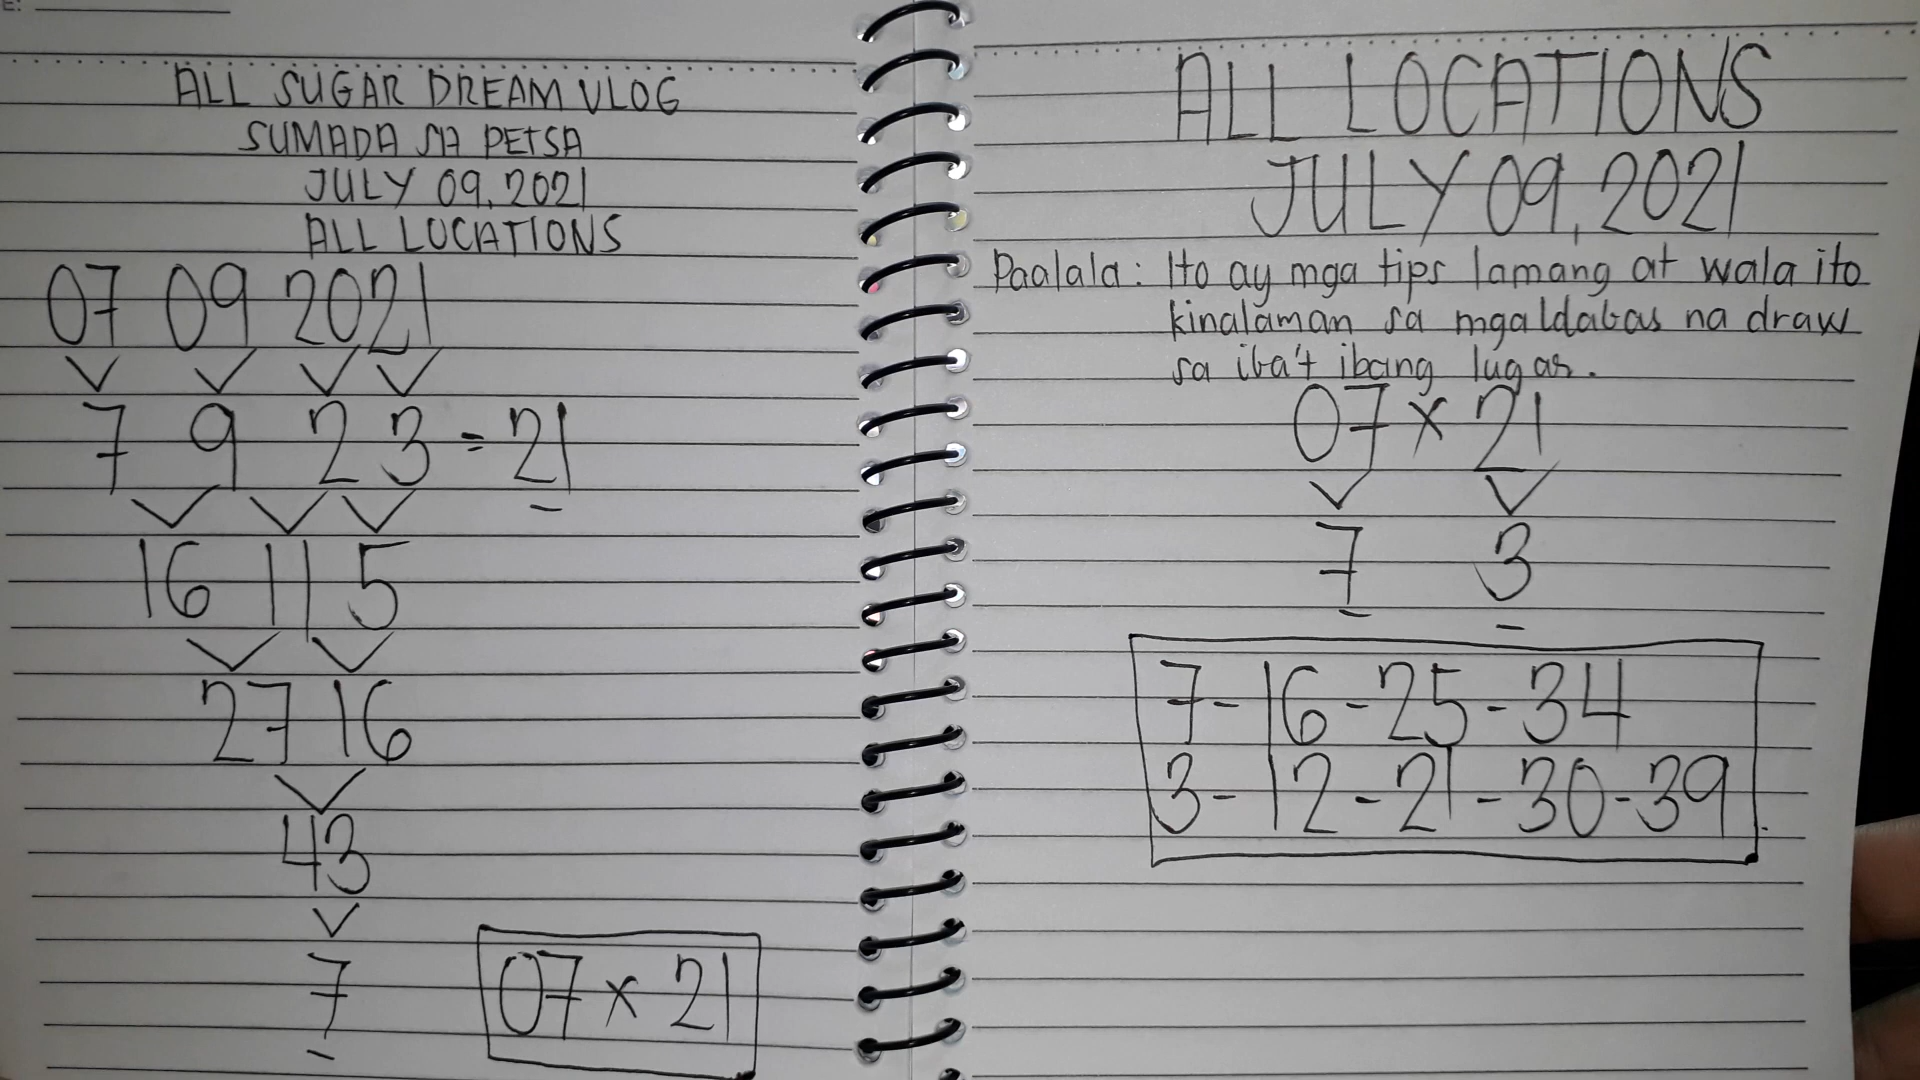 E:
ALL SUGAR DREAM VLOG
SUMADA SA PETSA
JULY 09, 2021
ALL LOCATIONS
07 09 2021
7 9 2 3 = 21
16 11 5
27 16
43
7
07 x 21
ALL LOCATIONS
JULY 09, 2021
Paalala: Ito ay mga tips lamang at wala ito
kinalaman sa mga ldabas na draw
sa iba't ibang lugar.
07 x 21
7 3
7-16-25-34
3-12-21-30-39